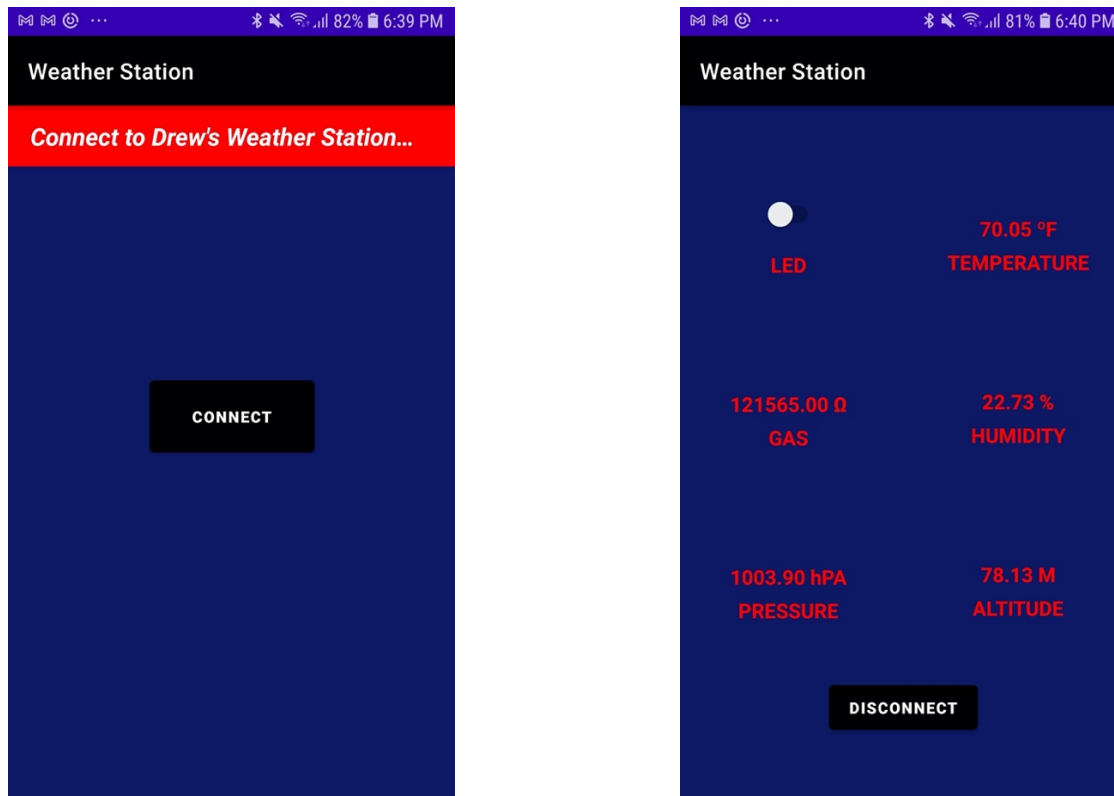 82% 6:39 PM
Weather Station
Connect to Drew's Weather Station...
CONNECT
81% 6:40 PM
Weather Station
LED
70.05 ºF
TEMPERATURE
121565.00 Ω
GAS
22.73 %
HUMIDITY
1003.90 hPA
PRESSURE
78.13 M
ALTITUDE
DISCONNECT